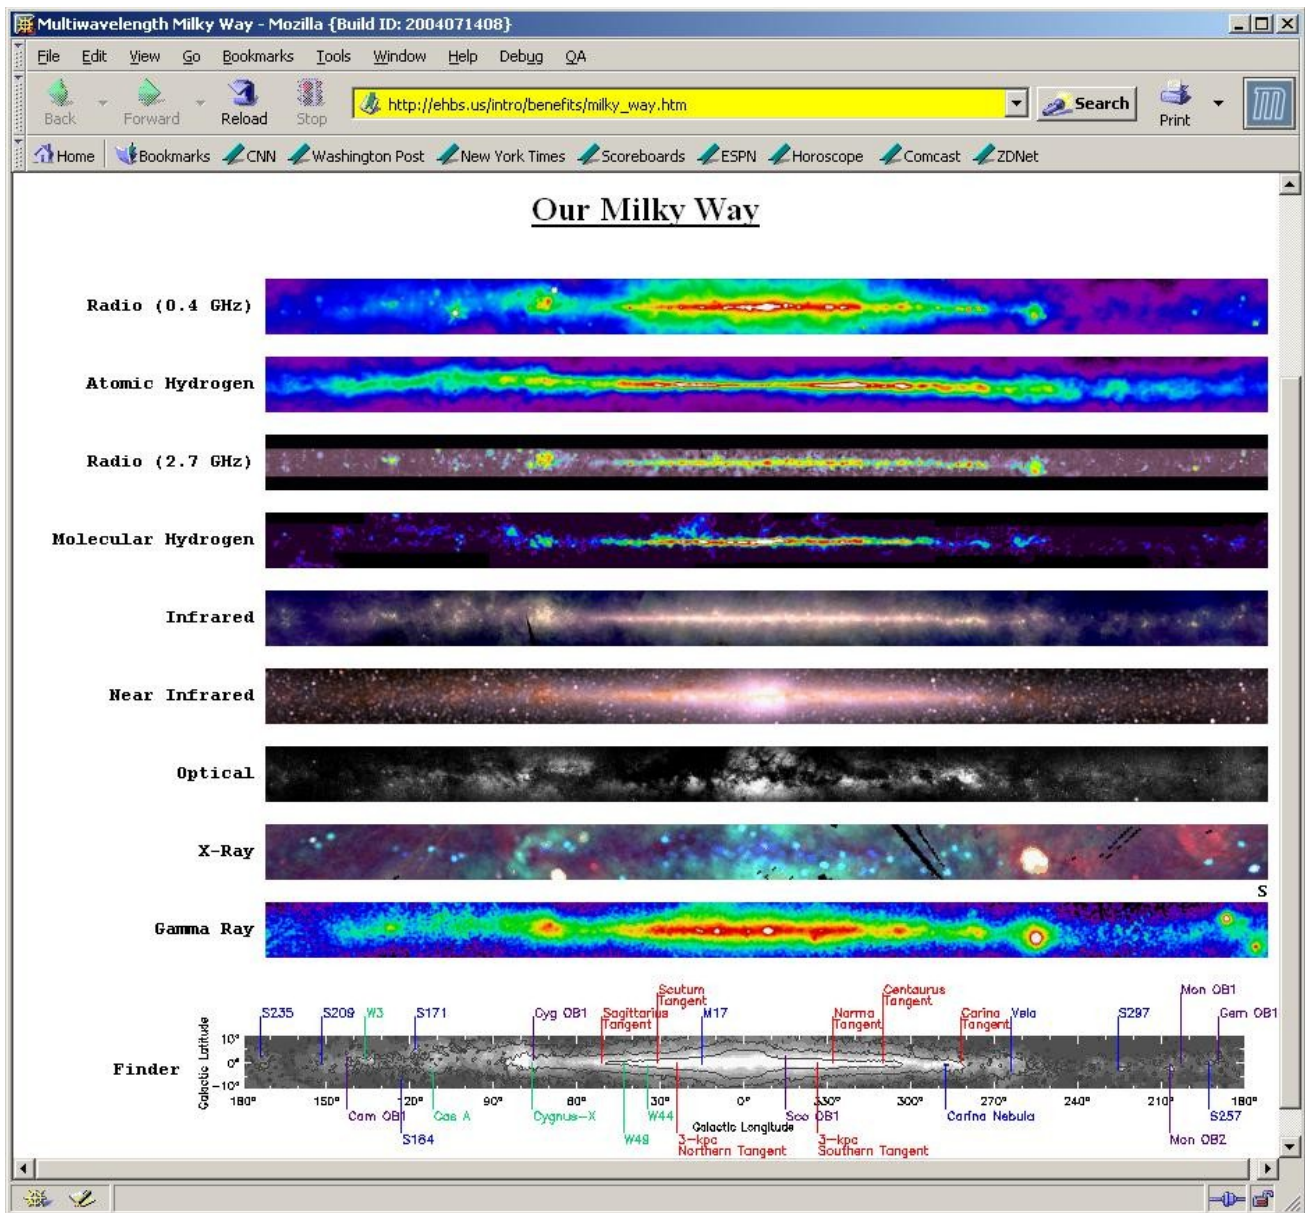 Multiwavelength Milky Way - Mozilla {Build ID: 2004071408}
File Edit View Go Bookmarks Tools Window Help Debug QA
Back Forward Reload Stop http://ehbs.us/intro/benefits/milky_way.htm Search Print
Home Bookmarks CNN Washington Post New York Times Scoreboards ESPN Horoscope Comcast ZDNet
Our Milky Way
Radio (0.4 GHz)
Atomic Hydrogen
Radio (2.7 GHz)
Molecular Hydrogen
Infrared
Near Infrared
Optical
X-Ray
S
Gamma Ray
Scutum Tangent Centaurus Tangent Mon OB1
S235 S209 W3 S171 Cyg OB1 Sagittarius Tangent M17 Norma Tangent Carina Tangent Vela S297 Gem OB1
Finder
Galactic Latitude
10°
0°
-10°
180° 150° 120° 90° 60° 30° 0° 330° 300° 270° 240° 210° 180°
Cam OB1 Cas A Cygnus-X W44 Sco OB1 Carina Nebula S257
Galactic Longitude
S184 W49 3-kpc Northern Tangent 3-kpc Southern Tangent Mon OB2